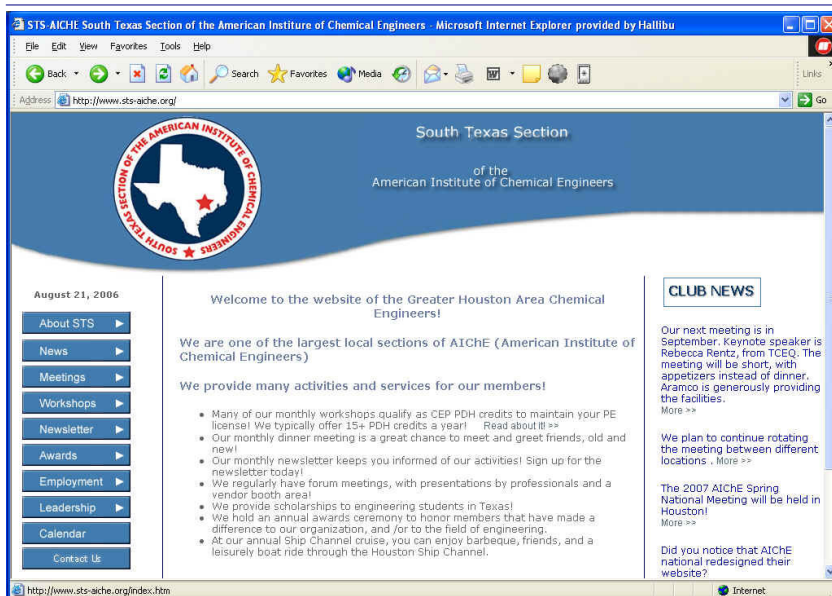 STS-AICHE South Texas Section of the American Institure of Chemical Engineers - Microsoft Internet Explorer provided by Hallibu
File Edit View Favorites Tools Help
Back Search Favorites Media Links
Address http://www.sts-aiche.org/ Go
SOUTH TEXAS SECTION OF THE AMERICAN INSTITUTE OF CHEMICAL ENGINEERS
South Texas Section
of the
American Institute of Chemical Engineers
August 21, 2006
About STS
News
Meetings
Workshops
Newsletter
Awards
Employment
Leadership
Calendar
Contact Us
Welcome to the website of the Greater Houston Area Chemical
Engineers!
We are one of the largest local sections of AIChE (American Institute of
Chemical Engineers)
We provide many activities and services for our members!
Many of our monthly workshops qualify as CEP PDH credits to maintain your PE
license! We typically offer 15+ PDH credits a year! Read about it! >>
Our monthly dinner meeting is a great chance to meet and greet friends, old and
new!
Our monthly newsletter keeps you informed of our activities! Sign up for the
newsletter today!
We regularly have forum meetings, with presentations by professionals and a
vendor booth area!
We provide scholarships to engineering students in Texas!
We hold an annual awards ceremony to honor members that have made a
difference to our organization, and /or to the field of engineering.
At our annual Ship Channel cruise, you can enjoy barbeque, friends, and a
leisurely boat ride through the Houston Ship Channel.
CLUB NEWS
Our next meeting is in
September. Keynote speaker is
Rebecca Rentz, from TCEQ. The
meeting will be short, with
appetizers instead of dinner.
Aramco is generously providing
the facilities.
More >>
We plan to continue rotating
the meeting between different
locations . More >>
The 2007 AIChE Spring
National Meeting will be held in
Houston!
More >>
Did you notice that AIChE
national redesigned their
website?
http://www.sts-aiche.org/index.htm Internet